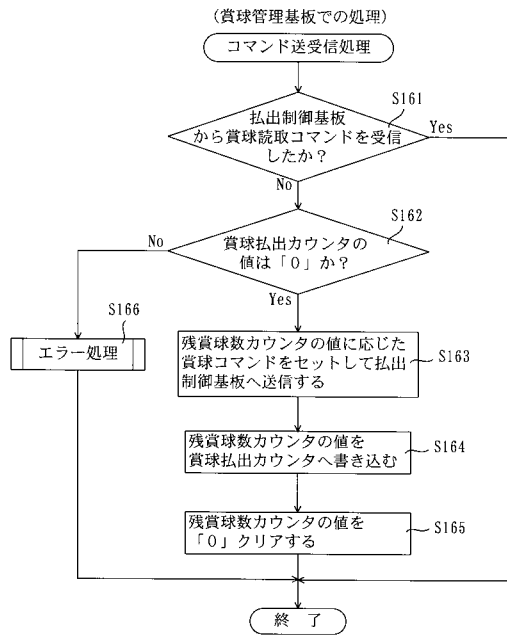 (賞球管理基板での処理)
コマンド送受信処理
S161
払出制御基板
から賞球読取コマンドを受信
したか？
Yes
No
S162
賞球払出カウンタの
値は「０」か？
No
Yes
S166
エラー処理
残賞球数カウンタの値に応じた
賞球コマンドをセットして払出
制御基板へ送信する
S163
残賞球数カウンタの値を
賞球払出カウンタへ書き込む
S164
残賞球数カウンタの値を
「０」クリアする
S165
終 了